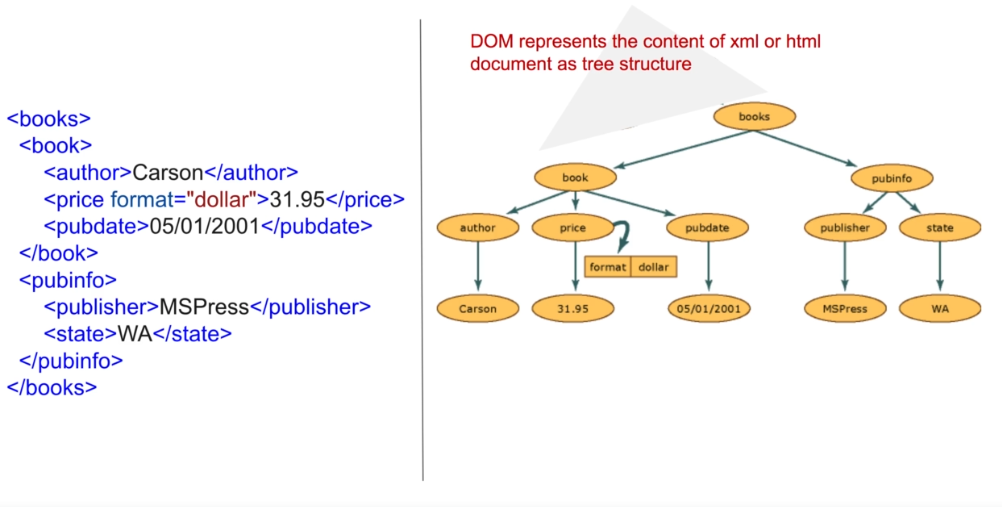 DOM represents the content of xml or html
document as tree structure
<books>
<book>
<author>Carson</author>
<price format="dollar">31.95</price>
<pubdate>05/01/2001</pubdate>
</book>
<pubinfo>
<publisher>MSPress</publisher>
<state>WA</state>
</pubinfo>
</books>
books
book
pubinfo
author
price
pubdate
publisher
state
format
dollar
Carson
31.95
05/01/2001
MSPress
WA